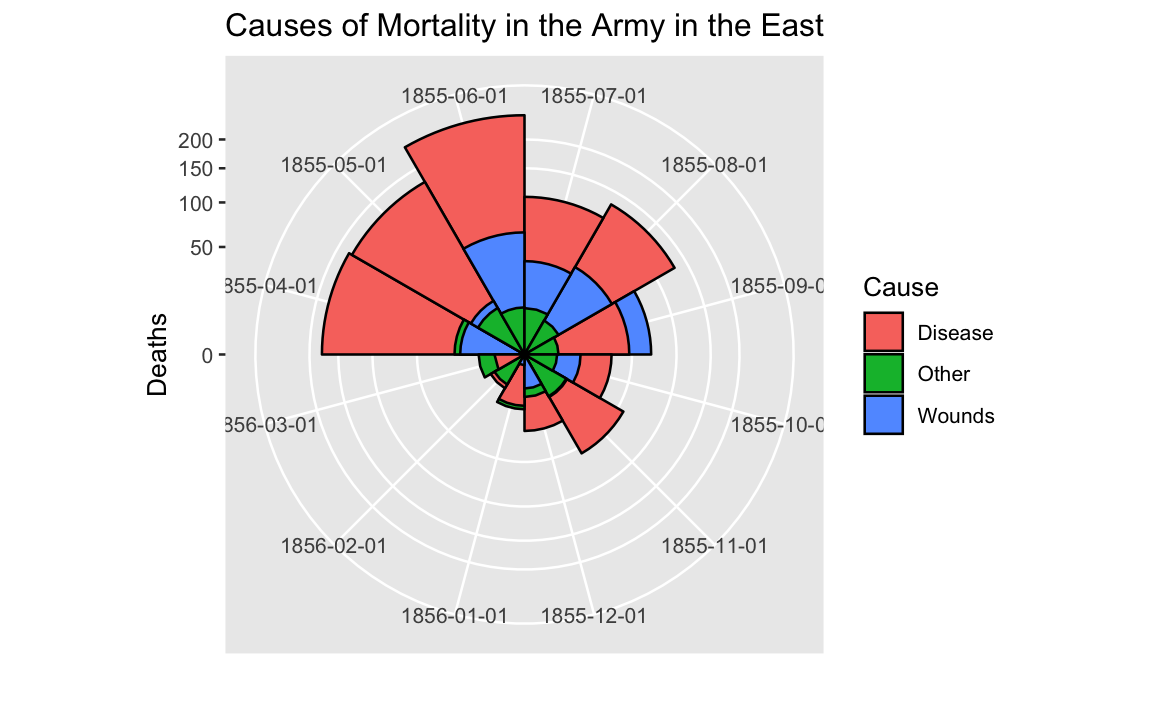 Causes of Mortality in the Army in the East
1855-06-01 1855-07-01
200
150
100
50
0
Deaths
1855-05-01 1855-08-01
855-04-01 1855-09-0
856-03-01 1855-10-0
1856-02-01 1855-11-01
1856-01-01 1855-12-01
Cause
Disease
Other
Wounds